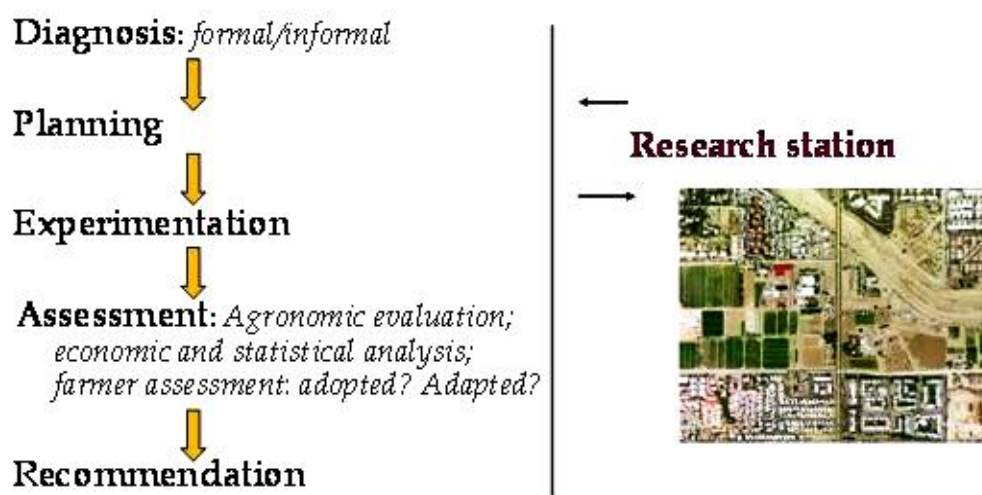 Diagnosis: formal/informal
Planning
Experimentation
Assessment: Agronomic evaluation;
economic and statistical analysis;
farmer assessment: adopted? Adapted?
Recommendation
Research station